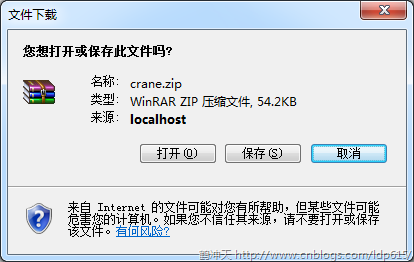 文件下载
您想打开或保存此文件吗?
名称: crane.zip
类型: WinRAR ZIP 压缩文件, 54.2KB
来源: localhost
打开(O) 保存(S) 取消
来自 Internet 的文件可能对您有所帮助，但某些文件可能
危害您的计算机。如果您不信任其来源，请不要打开或保存
该文件。有何风险?
鹤冲天 http://www.cnblogs.com/ldp615/